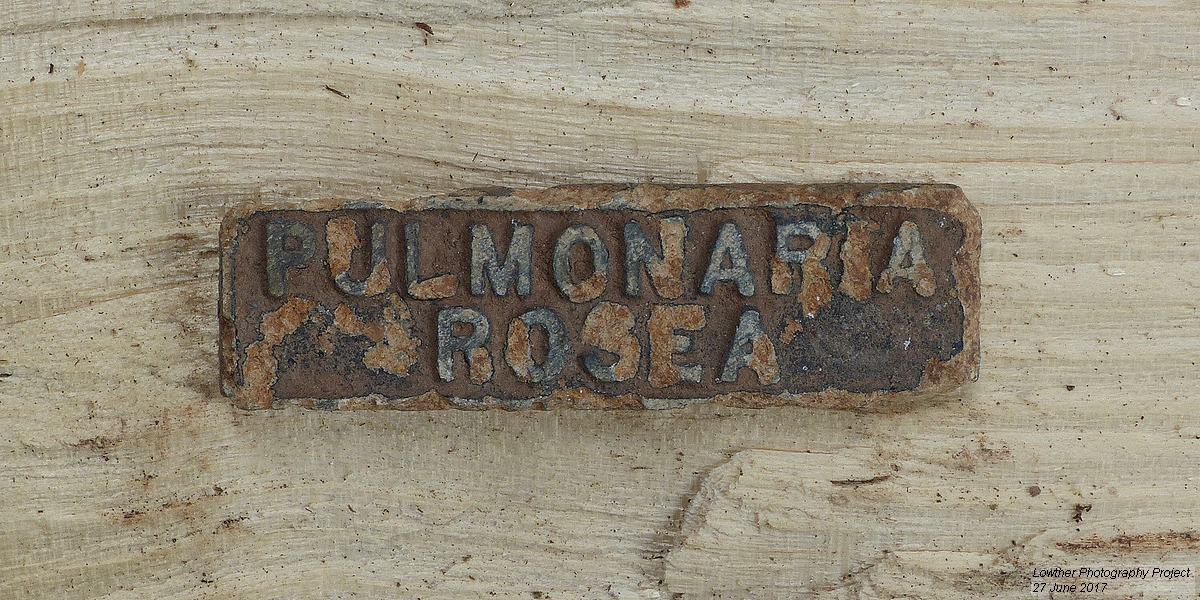 PULMONARIA
ROSEA
Lowther Photography Project
27 June 2017